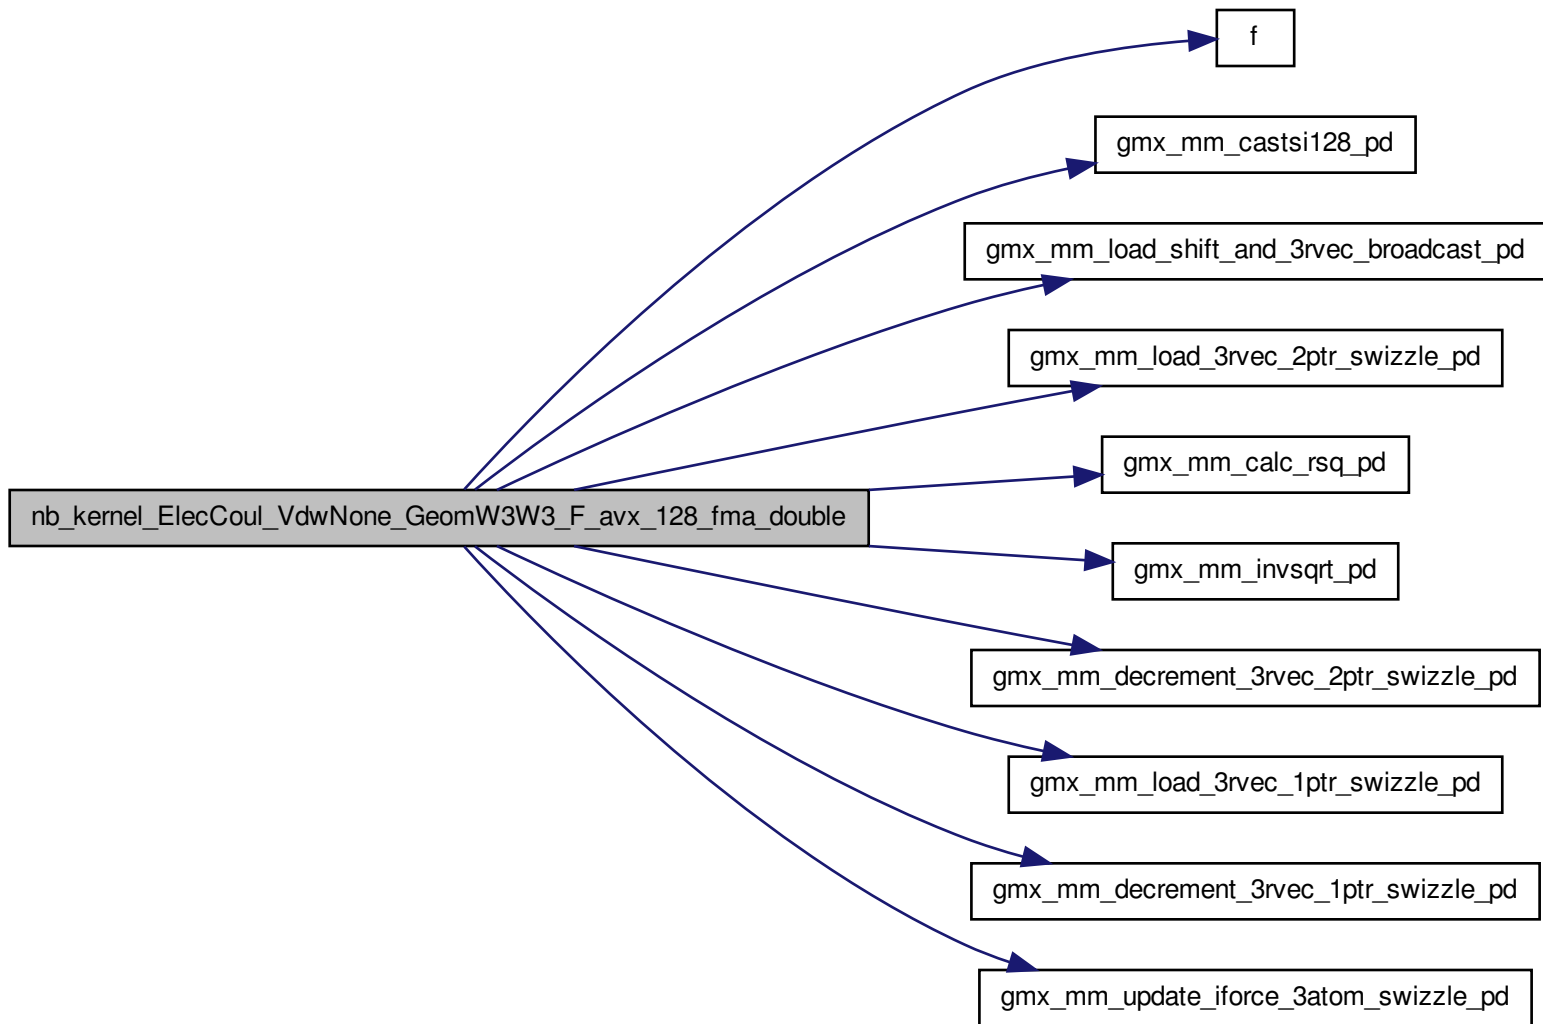 f
gmx_mm_castsi128_pd
gmx_mm_load_shift_and_3rvec_broadcast_pd
gmx_mm_load_3rvec_2ptr_swizzle_pd
gmx_mm_calc_rsq_pd
nb_kernel_ElecCoul_VdwNone_GeomW3W3_F_avx_128_fma_double
gmx_mm_invsqrt_pd
gmx_mm_decrement_3rvec_2ptr_swizzle_pd
gmx_mm_load_3rvec_1ptr_swizzle_pd
gmx_mm_decrement_3rvec_1ptr_swizzle_pd
gmx_mm_update_iforce_3atom_swizzle_pd